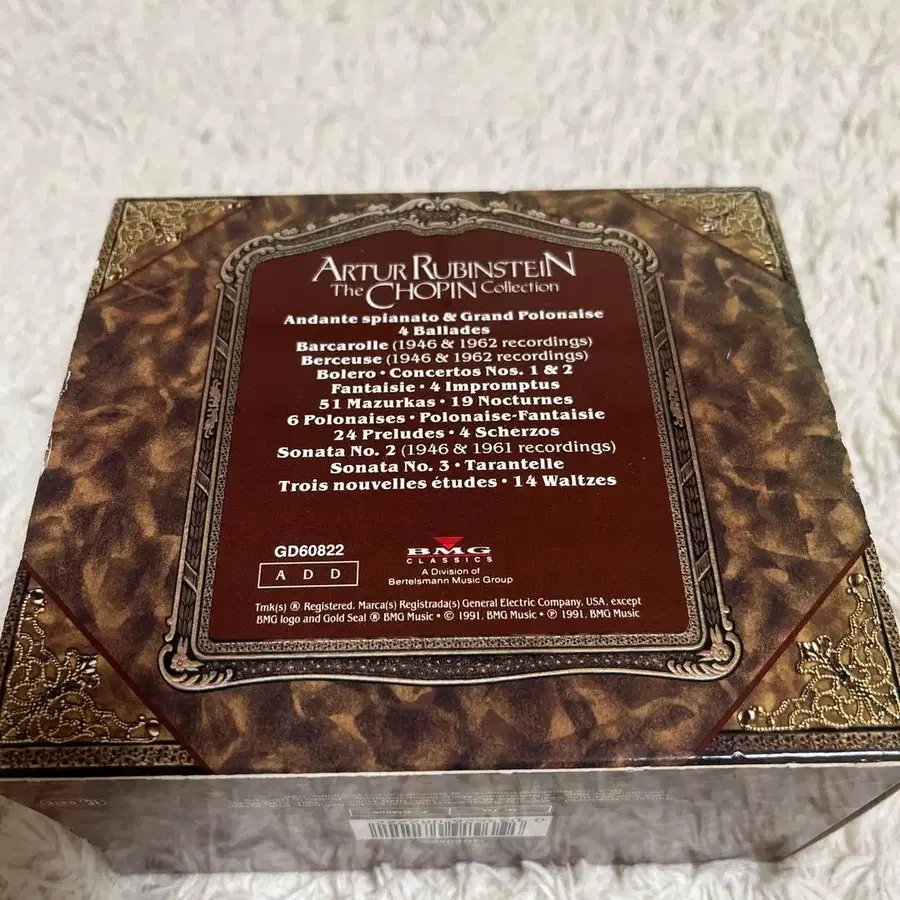 ARTUR RUBINSTEIN
The CHOPIN Collection
Andante spianato & Grand Polonaise
4 Ballades
Barcarolle (1946 & 1962 recordings)
Berceuse (1946 & 1962 recordings)
Bolero · Concertos Nos. 1 & 2
Fantaisie · 4 Impromptus
51 Mazurkas · 19 Nocturnes
6 Polonaises · Polonaise-Fantaisie
24 Preludes · 4 Scherzos
Sonata No. 2 (1946 & 1961 recordings)
Sonata No. 3 · Tarantelle
Trois nouvelles études · 14 Waltzes
GD60822
ADD
BMG
CLASSICS
A Division of
Bertelsmann Music Group
Tmk(s) ® Registered. Marca(s) Registrada(s) General Electric Company, USA, except
BMG logo and Gold Seal ® BMG Music · © 1991, BMG Music · ℗ 1991, BMG Music